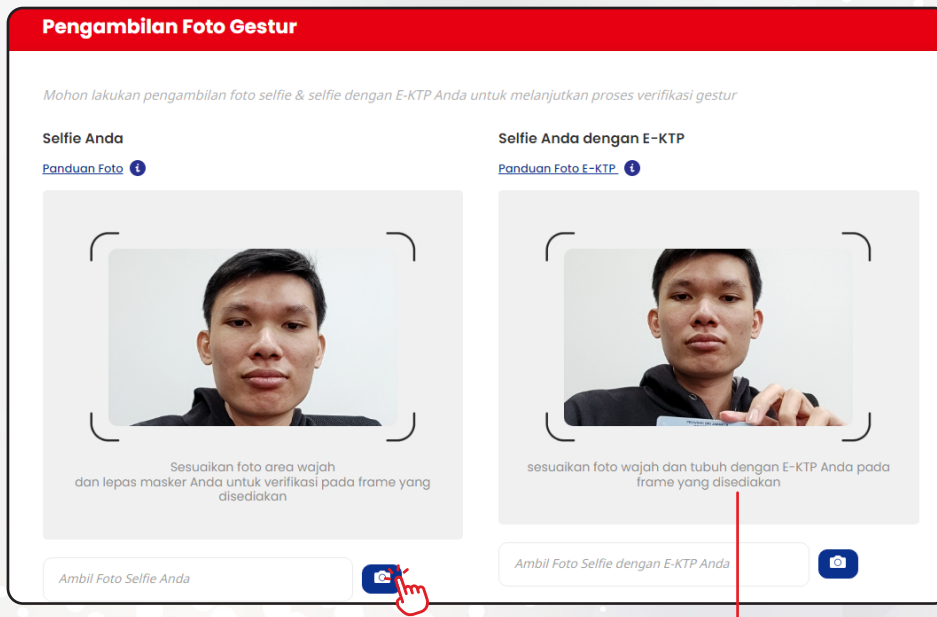 Pengambilan Foto Gestur
Mohon lakukan pengambilan foto selfie & selfie dengan E-KTP Anda untuk melanjutkan proses verifikasi gestur
Selfie Anda
Panduan Foto
Sesuaikan foto area wajah
dan lepas masker Anda untuk verifikasi pada frame yang
disediakan
Ambil Foto Selfie Anda
Selfie Anda dengan E-KTP
Panduan Foto E-KTP
sesuaikan foto wajah dan tubuh dengan E-KTP Anda pada
frame yang disediakan
Ambil Foto Selfie dengan E-KTP Anda